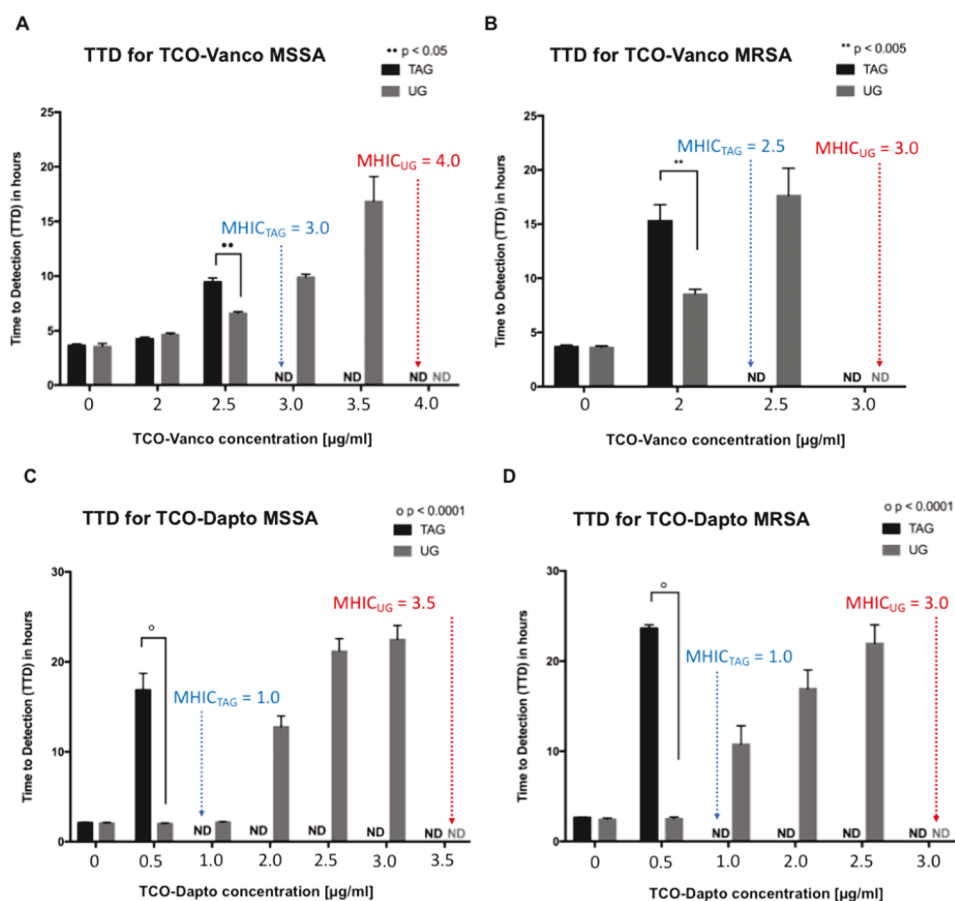 A
TTD for TCO-Vanco MSSA
•• p < 0.05
TAG
UG
Time to Detection (TTD) in hours
25
20
15
10
5
0
••
MHICTAG = 3.0
MHICUG = 4.0
ND
ND
ND ND
0 2 2.5 3.0 3.5 4.0
TCO-Vanco concentration [µg/ml]
B
TTD for TCO-Vanco MRSA
** p < 0.005
TAG
UG
Time to Detection (TTD) in hours
25
20
15
10
5
0
**
MHICTAG = 2.5
MHICUG = 3.0
ND
ND ND
0 2 2.5 3.0
TCO-Vanco concentration [µg/ml]
C
TTD for TCO-Dapto MSSA
o p < 0.0001
TAG
UG
Time to Detection (TTD) in hours
30
20
10
0
o
MHICTAG = 1.0
MHICUG = 3.5
ND ND ND ND ND ND
0 0.5 1.0 2.0 2.5 3.0 3.5
TCO-Dapto concentration [µg/ml]
D
TTD for TCO-Dapto MRSA
o p < 0.0001
TAG
UG
Time to Detection (TTD) in hours
30
20
10
0
o
MHICTAG = 1.0
MHICUG = 3.0
ND ND ND ND ND
0 0.5 1.0 2.0 2.5 3.0
TCO-Dapto concentration [µg/ml]